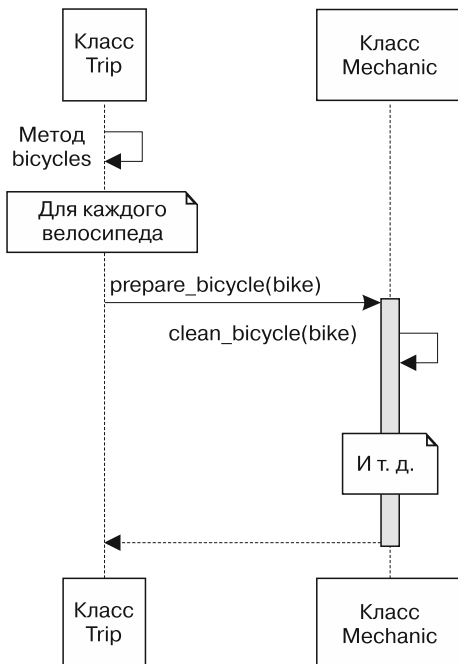 Класс
Trip
Класс
Mechanic
Метод
bicycles
Для каждого
велосипеда
prepare_bicycle(bike)
clean_bicycle(bike)
И т. д.
Класс
Trip
Класс
Mechanic